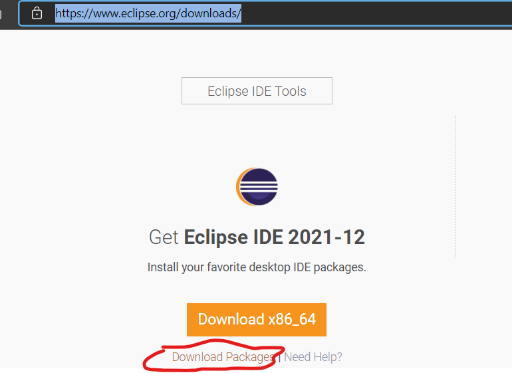 https://www.eclipse.org/downloads/
Eclipse IDE Tools
Get Eclipse IDE 2021-12
Install your favorite desktop IDE packages.
Download x86_64
Download Packages | Need Help?